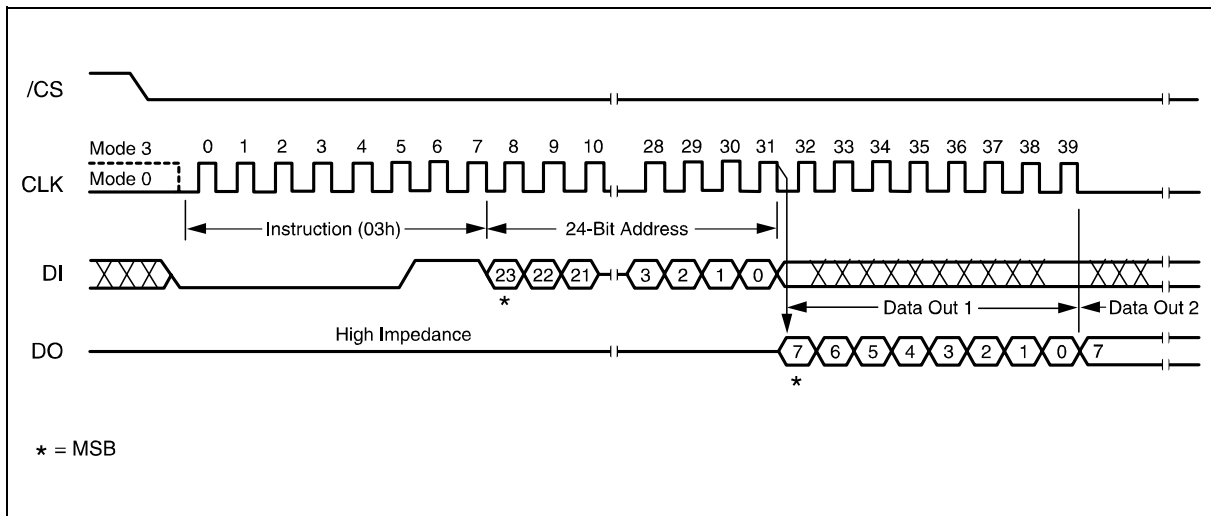 /CS
Mode 3
0 1 2 3 4 5 6 7 8 9 10 28 29 30 31 32 33 34 35 36 37 38 39
CLK
Mode 0
Instruction (03h)
24-Bit Address
DI
23 22 21 3 2 1 0
*
Data Out 1
Data Out 2
High Impedance
DO
7 6 5 4 3 2 1 0 7
*
* = MSB